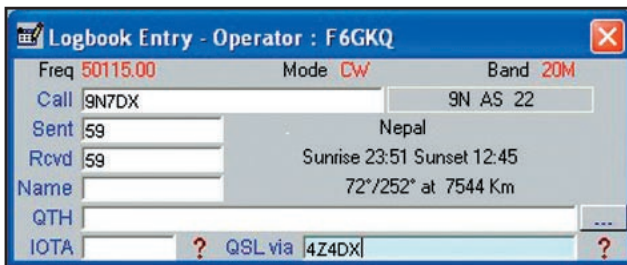 Logbook Entry - Operator : F6GKQ
Freq 50115.00 Mode CW Band 20M
Call 9N7DX 9N AS 22
Sent 59 Nepal
Rcvd 59 Sunrise 23:51 Sunset 12:45
Name 72°/252° at 7544 Km
QTH ...
IOTA ? QSL via 4Z4DX ?